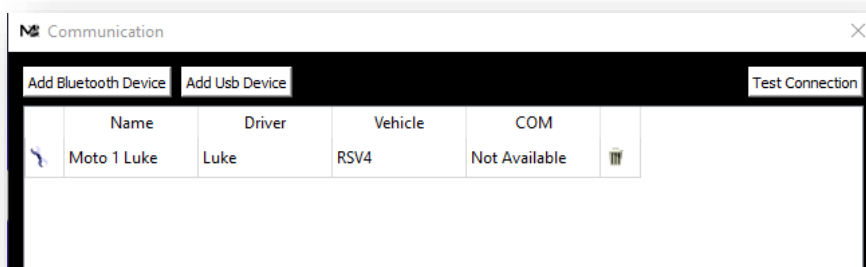 Communication
Add Bluetooth Device Add Usb Device Test Connection
Name Driver Vehicle COM
Moto 1 Luke Luke RSV4 Not Available